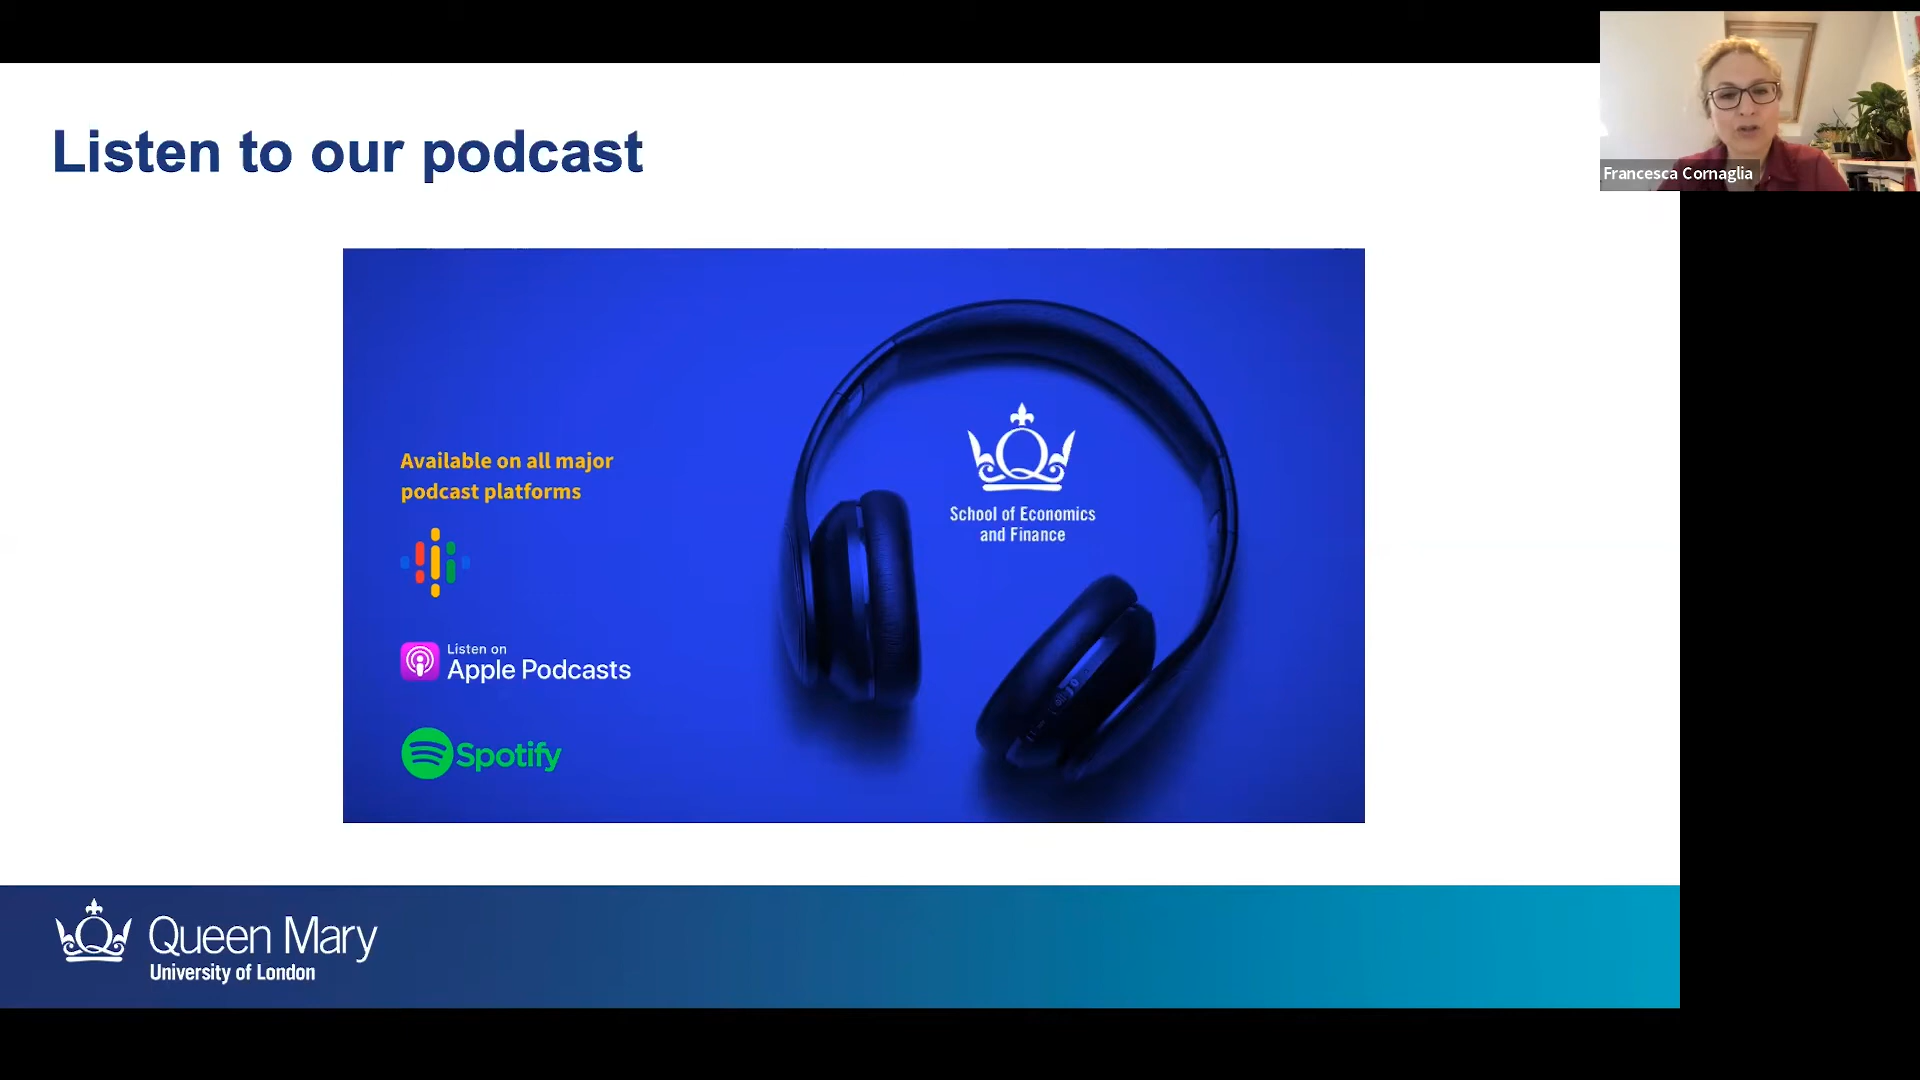 Listen to our podcast
Francesca Cornaglia
Available on all major
podcast platforms
School of Economics
and Finance
Listen on
Apple Podcasts
Spotify
Queen Mary
University of London